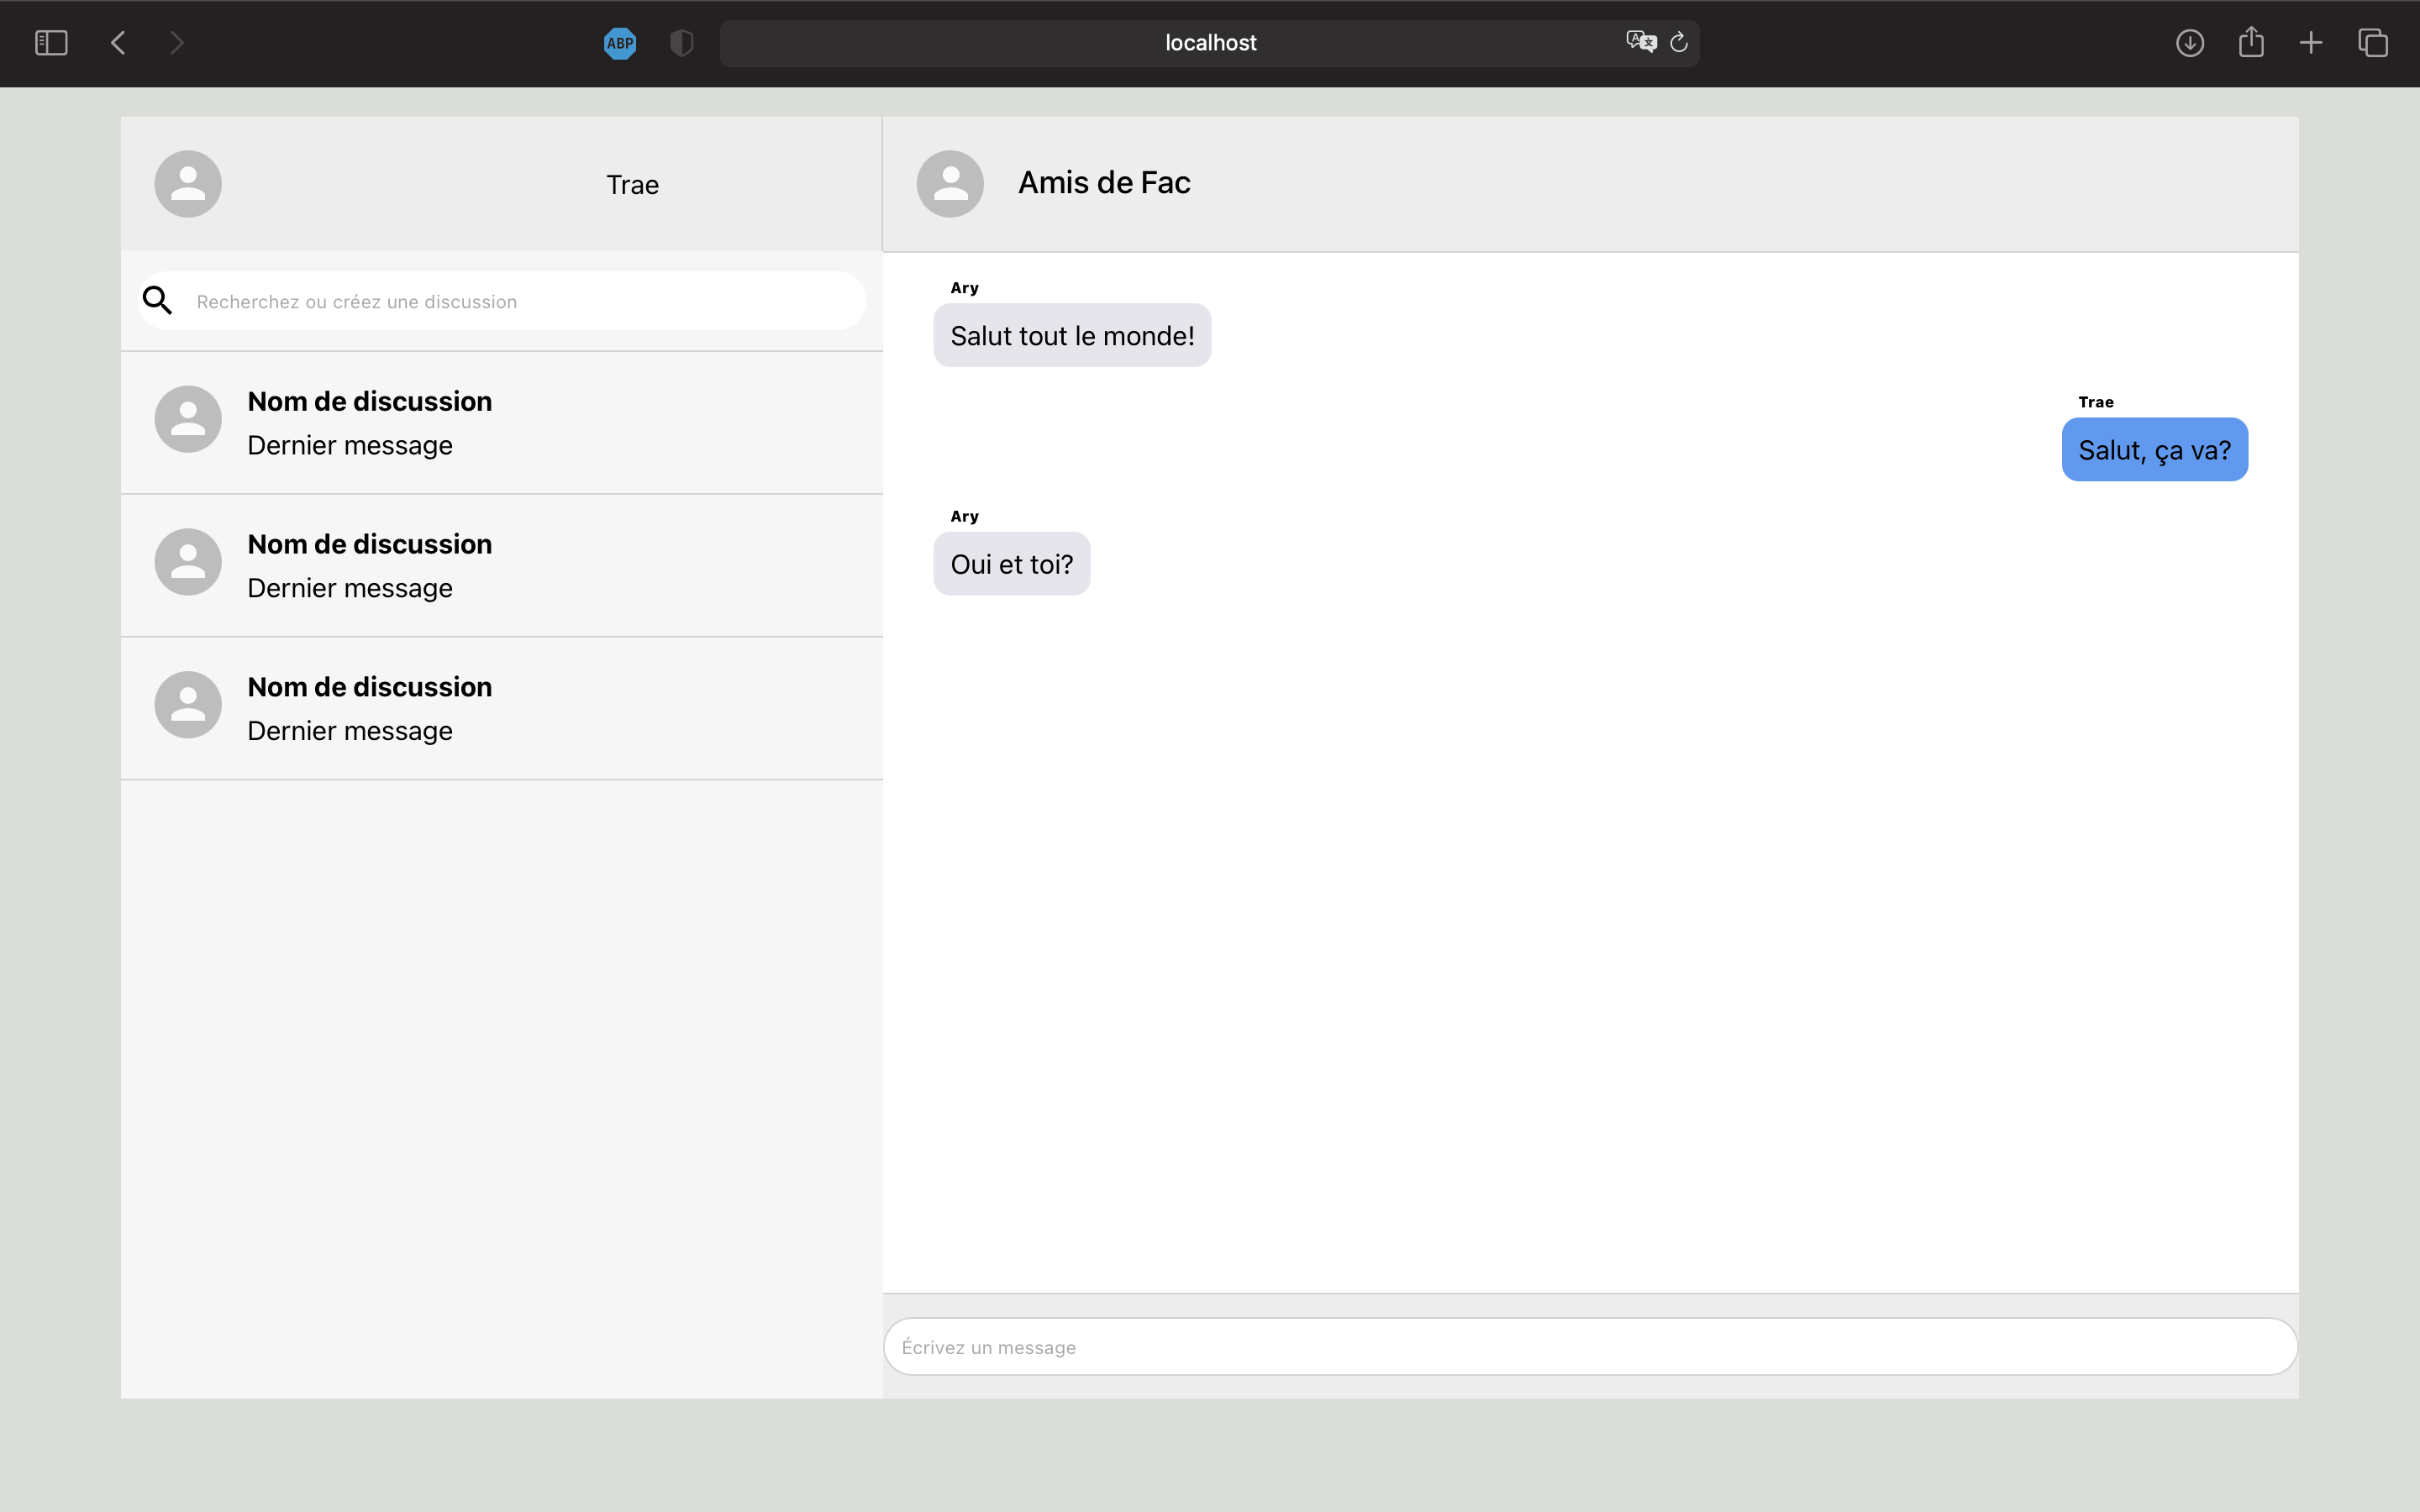 ABP
localhost
Trae
Amis de Fac
Recherchez ou créez une discussion
Nom de discussion
Dernier message
Nom de discussion
Dernier message
Nom de discussion
Dernier message
Ary
Salut tout le monde!
Trae
Salut, ça va?
Ary
Oui et toi?
Écrivez un message